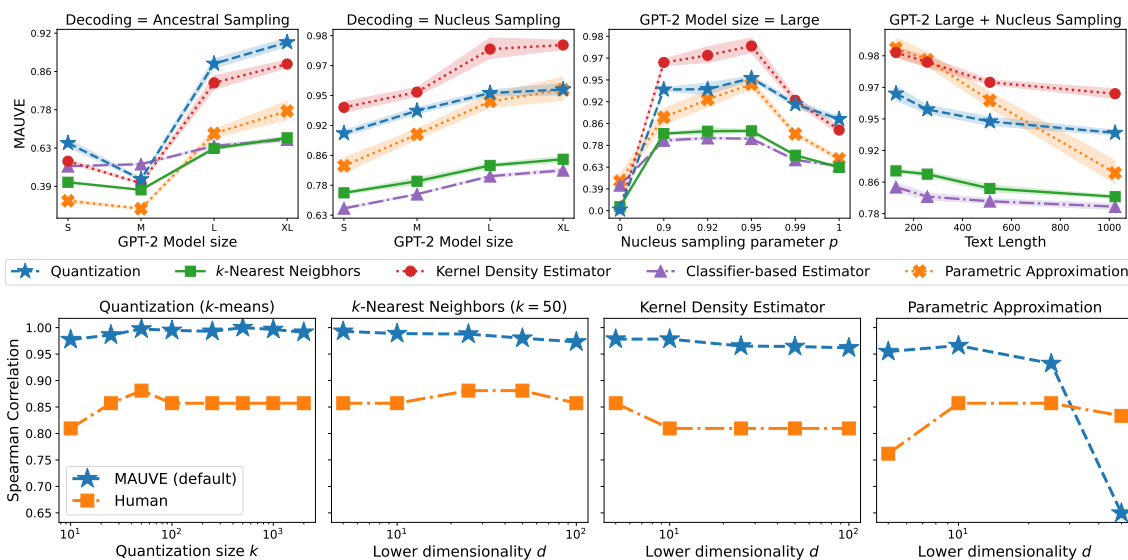 Decoding = Ancestral Sampling
Decoding = Nucleus Sampling
GPT-2 Model size = Large
GPT-2 Large + Nucleus Sampling
MAUVE
0.92
0.86
0.78
0.63
0.39
S
M
L
XL
GPT-2 Model size
0.98
0.97
0.95
0.92
0.86
0.78
0.63
S
M
L
XL
GPT-2 Model size
0.98
0.97
0.95
0.92
0.86
0.78
0.63
0.39
0.0
0
0.9
0.92
0.95
0.99
1
Nucleus sampling parameter p
0.98
0.97
0.95
0.92
0.86
0.78
200
400
600
800
1000
Text Length
Quantization
k-Nearest Neigbhors
Kernel Density Estimator
Classifier-based Estimator
Parametric Approximation
Quantization (k-means)
k-Nearest Neighbors (k = 50)
Kernel Density Estimator
Parametric Approximation
Spearman Correlation
1.00
0.95
0.90
0.85
0.80
0.75
0.70
0.65
MAUVE (default)
Human
10¹
10²
10³
Quantization size k
10¹
10²
Lower dimensionality d
10¹
10²
Lower dimensionality d
10¹
10²
Lower dimensionality d